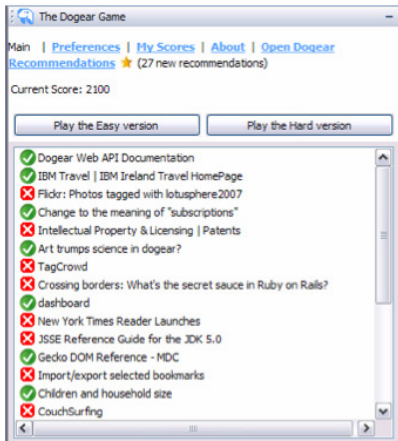 The Dogear Game
Main | Preferences | My Scores | About | Open Dogear
Recommendations (27 new recommendations)
Current Score: 2100
Play the Easy version Play the Hard version
Dogear Web API Documentation
IBM Travel | IBM Ireland Travel HomePage
Flickr: Photos tagged with lotusphere2007
Change to the meaning of "subscriptions"
Intellectual Property & Licensing | Patents
Art trumps science in dogear?
TagCrowd
Crossing borders: What's the secret sauce in Ruby on Rails?
dashboard
New York Times Reader Launches
JSSE Reference Guide for the JDK 5.0
Gecko DOM Reference - MDC
Import/export selected bookmarks
Children and household size
CouchSurfing